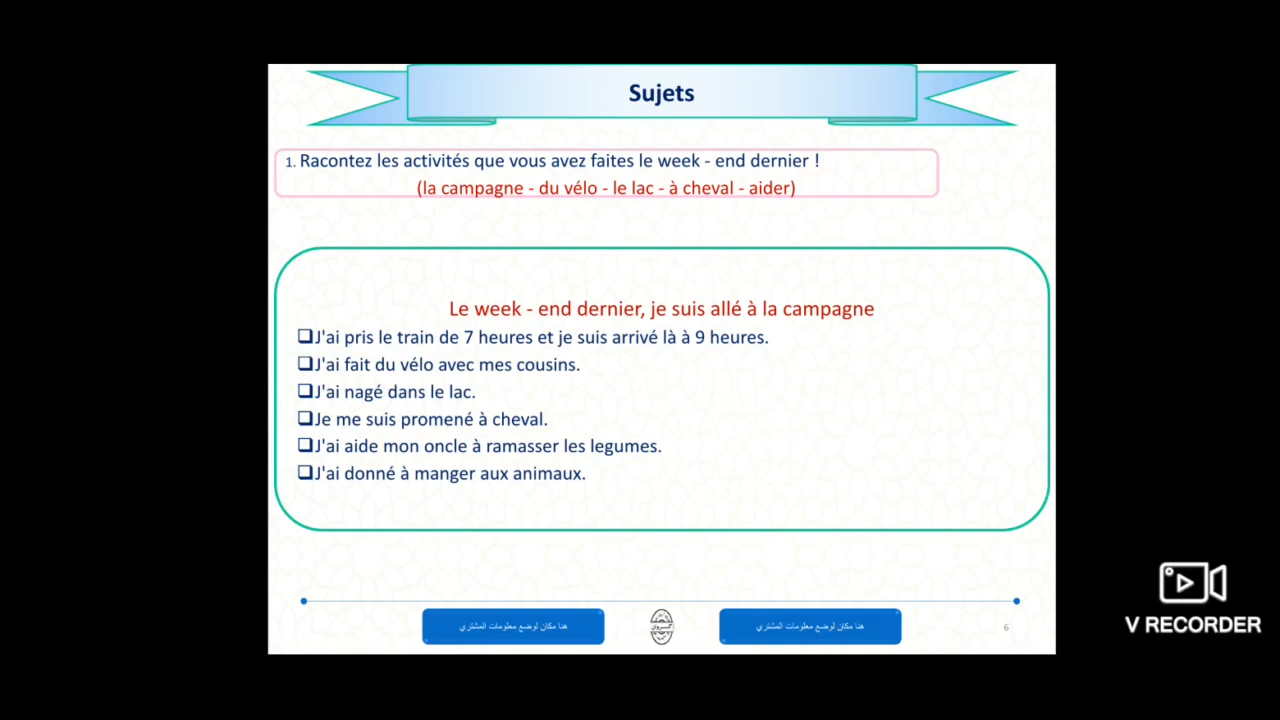 Sujets
1. Racontez les activités que vous avez faites le week - end dernier !
(la campagne - du vélo - le lac - à cheval - aider)
Le week - end dernier, je suis allé à la campagne
❑J'ai pris le train de 7 heures et je suis arrivé là à 9 heures.
❑J'ai fait du vélo avec mes cousins.
❑J'ai nagé dans le lac.
❑Je me suis promené à cheval.
❑J'ai aide mon oncle à ramasser les legumes.
❑J'ai donné à manger aux animaux.
هنا مكان لوضع معلومات المشتري
هنا مكان لوضع معلومات المشتري
6
V RECORDER